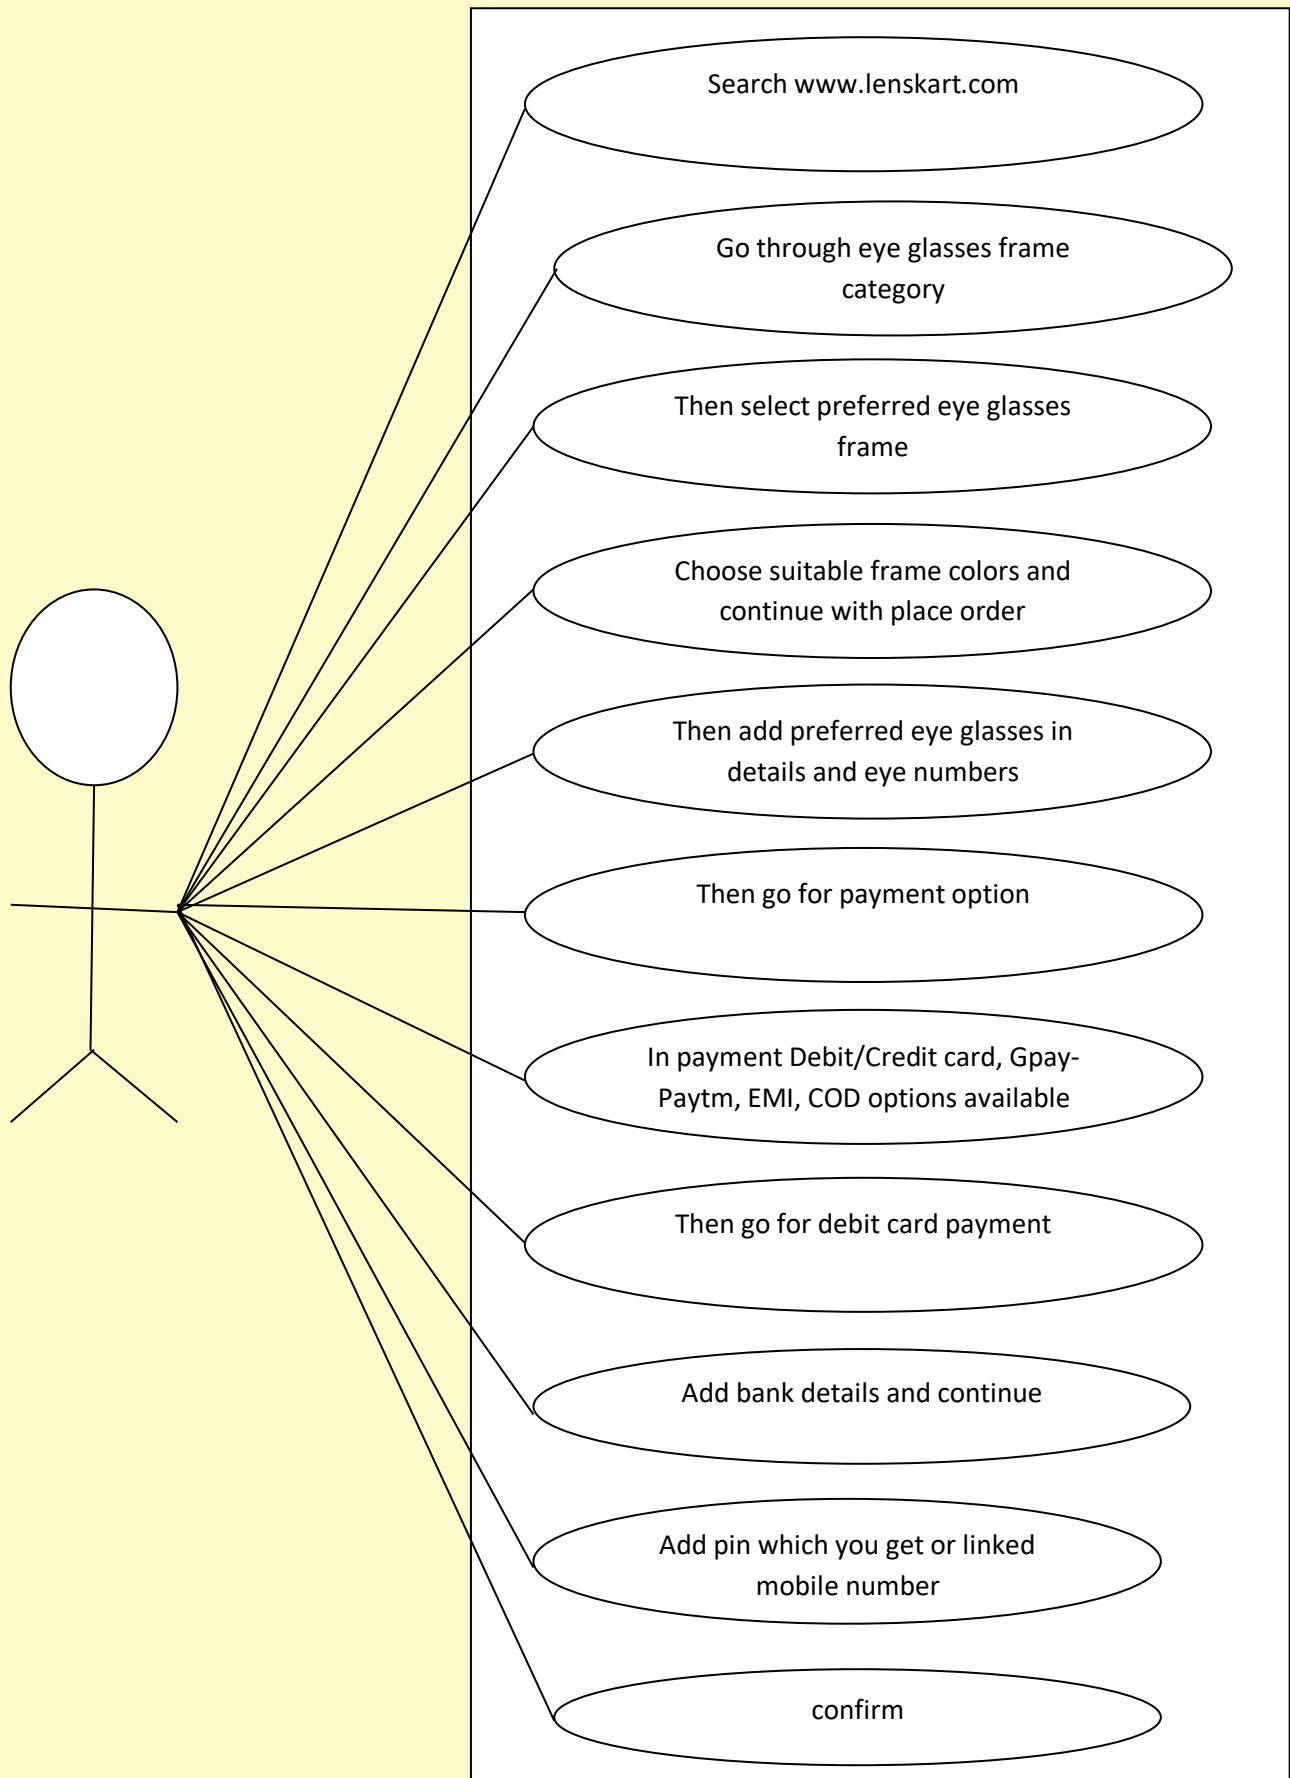 Search www.lenskart.com
Go through eye glasses frame
category
Then select preferred eye glasses
frame
Choose suitable frame colors and
continue with place order
Then add preferred eye glasses in
details and eye numbers
Then go for payment option
In payment Debit/Credit card, Gpay-
Paytm, EMI, COD options available
Then go for debit card payment
Add bank details and continue
Add pin which you get or linked
mobile number
confirm